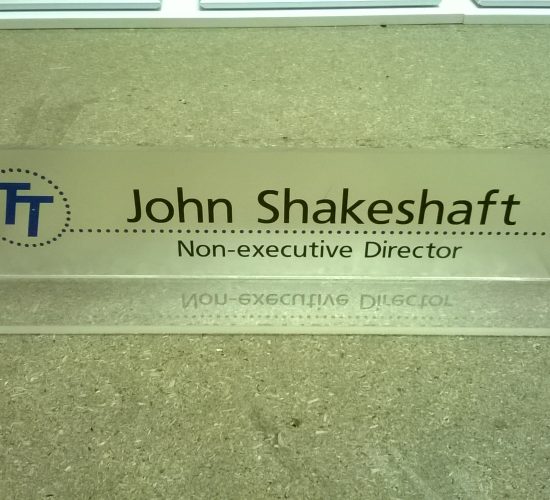 TT
John Shakeshaft
Non-executive Director